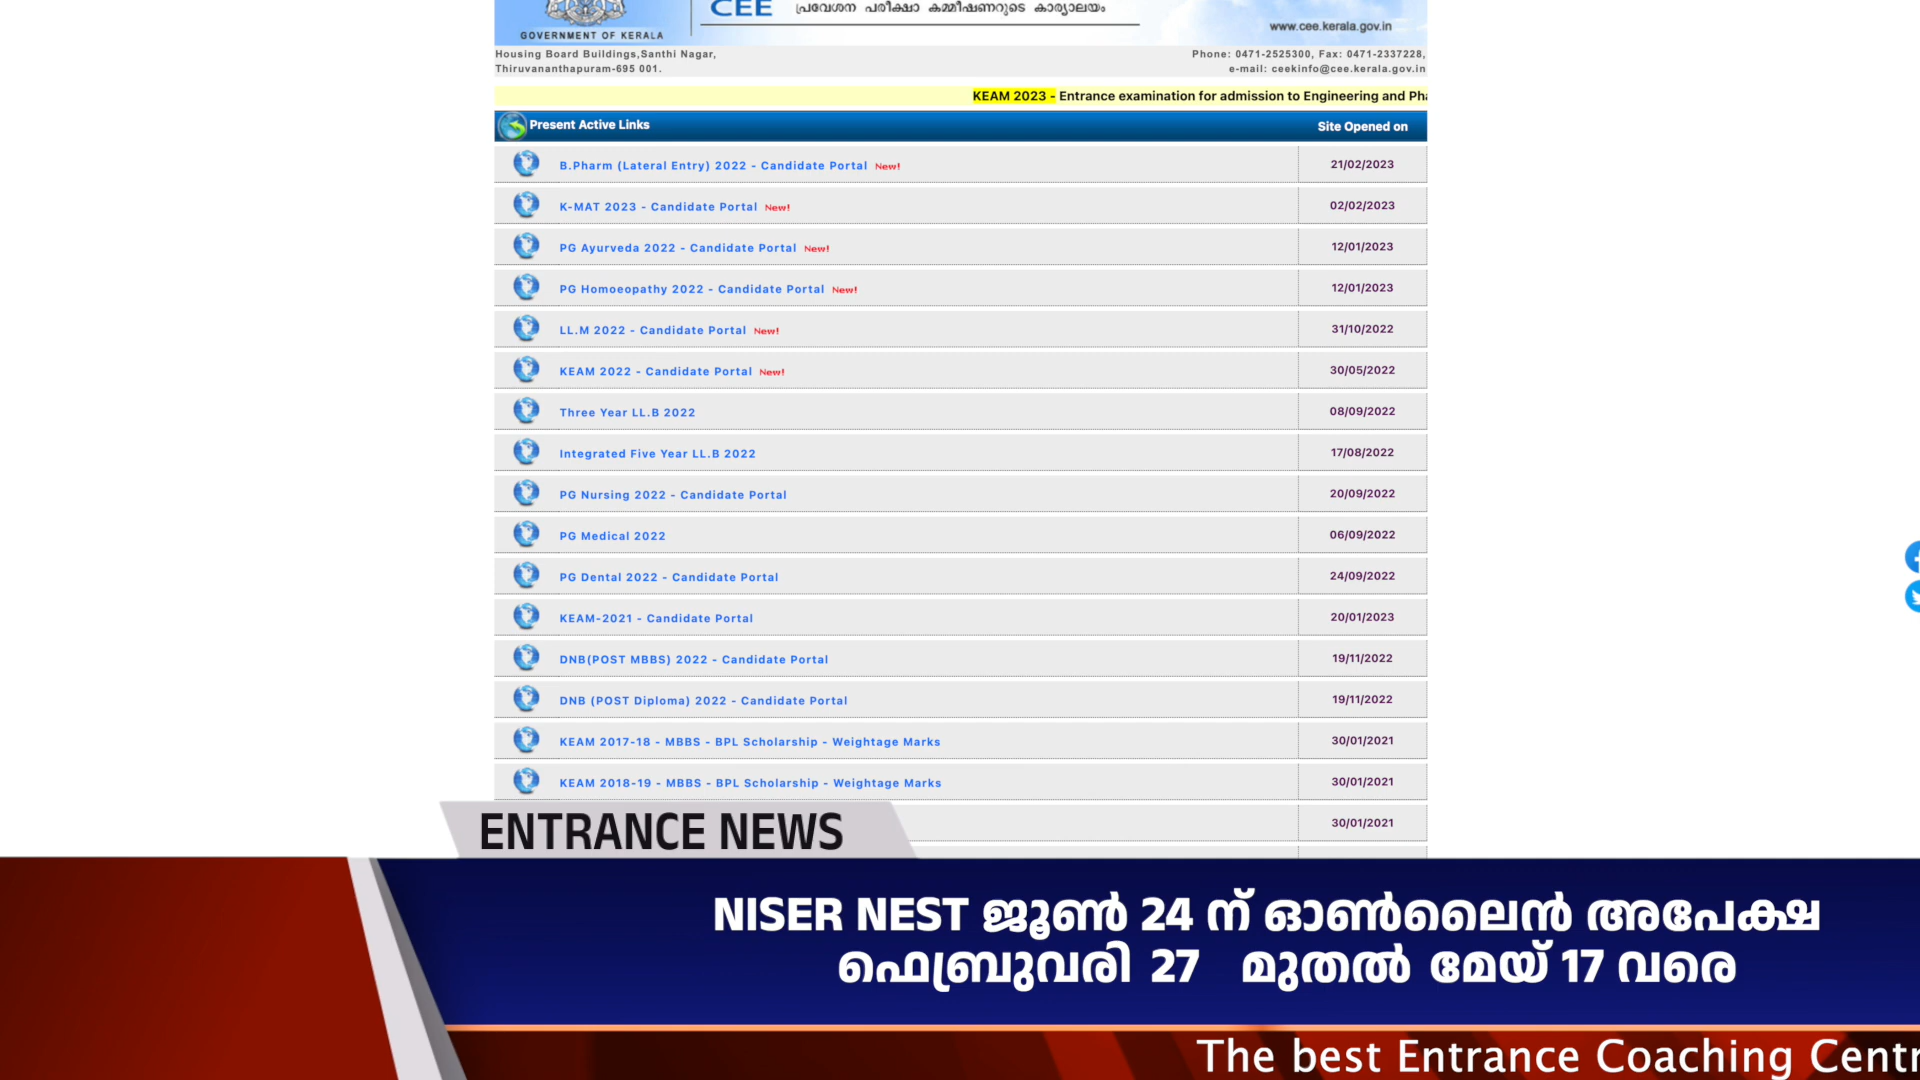 CEE പ്രവേശന പരീക്ഷാ കമ്മീഷണറുടെ കാര്യാലയം
GOVERNMENT OF KERALA
www.cee.kerala.gov.in
Housing Board Buildings,Santhi Nagar,
Thiruvananthapuram-695 001.
Phone: 0471-2525300, Fax: 0471-2337228,
e-mail: ceekinfo@cee.kerala.gov.in
KEAM 2023 - Entrance examination for admission to Engineering and Pha
Present Active Links Site Opened on
B.Pharm (Lateral Entry) 2022 - Candidate Portal New! 21/02/2023
K-MAT 2023 - Candidate Portal New! 02/02/2023
PG Ayurveda 2022 - Candidate Portal New! 12/01/2023
PG Homoeopathy 2022 - Candidate Portal New! 12/01/2023
LL.M 2022 - Candidate Portal New! 31/10/2022
KEAM 2022 - Candidate Portal New! 30/05/2022
Three Year LL.B 2022 08/09/2022
Integrated Five Year LL.B 2022 17/08/2022
PG Nursing 2022 - Candidate Portal 20/09/2022
PG Medical 2022 06/09/2022
PG Dental 2022 - Candidate Portal 24/09/2022
KEAM-2021 - Candidate Portal 20/01/2023
DNB(POST MBBS) 2022 - Candidate Portal 19/11/2022
DNB (POST Diploma) 2022 - Candidate Portal 19/11/2022
KEAM 2017-18 - MBBS - BPL Scholarship - Weightage Marks 30/01/2021
KEAM 2018-19 - MBBS - BPL Scholarship - Weightage Marks 30/01/2021
30/01/2021
ENTRANCE NEWS
NISER NEST ജൂൺ 24 ന് ഓൺലൈൻ അപേക്ഷ
ഫെബ്രുവരി 27 മുതൽ മേയ് 17 വരെ
The best Entrance Coaching Centr